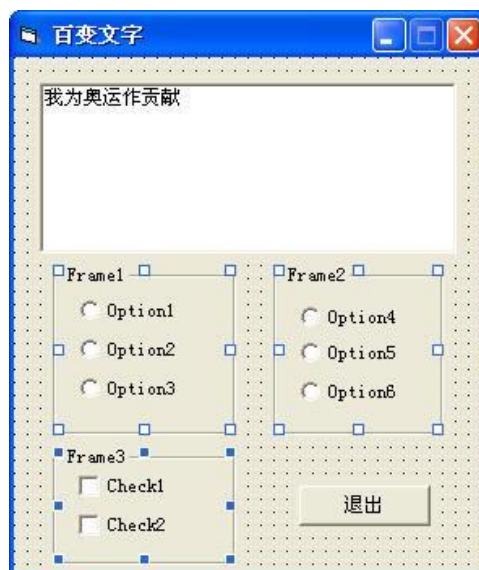 百变文字
我为奥运作贡献
Frame1
Option1
Option2
Option3
Frame2
Option4
Option5
Option6
Frame3
Check1
Check2
退出